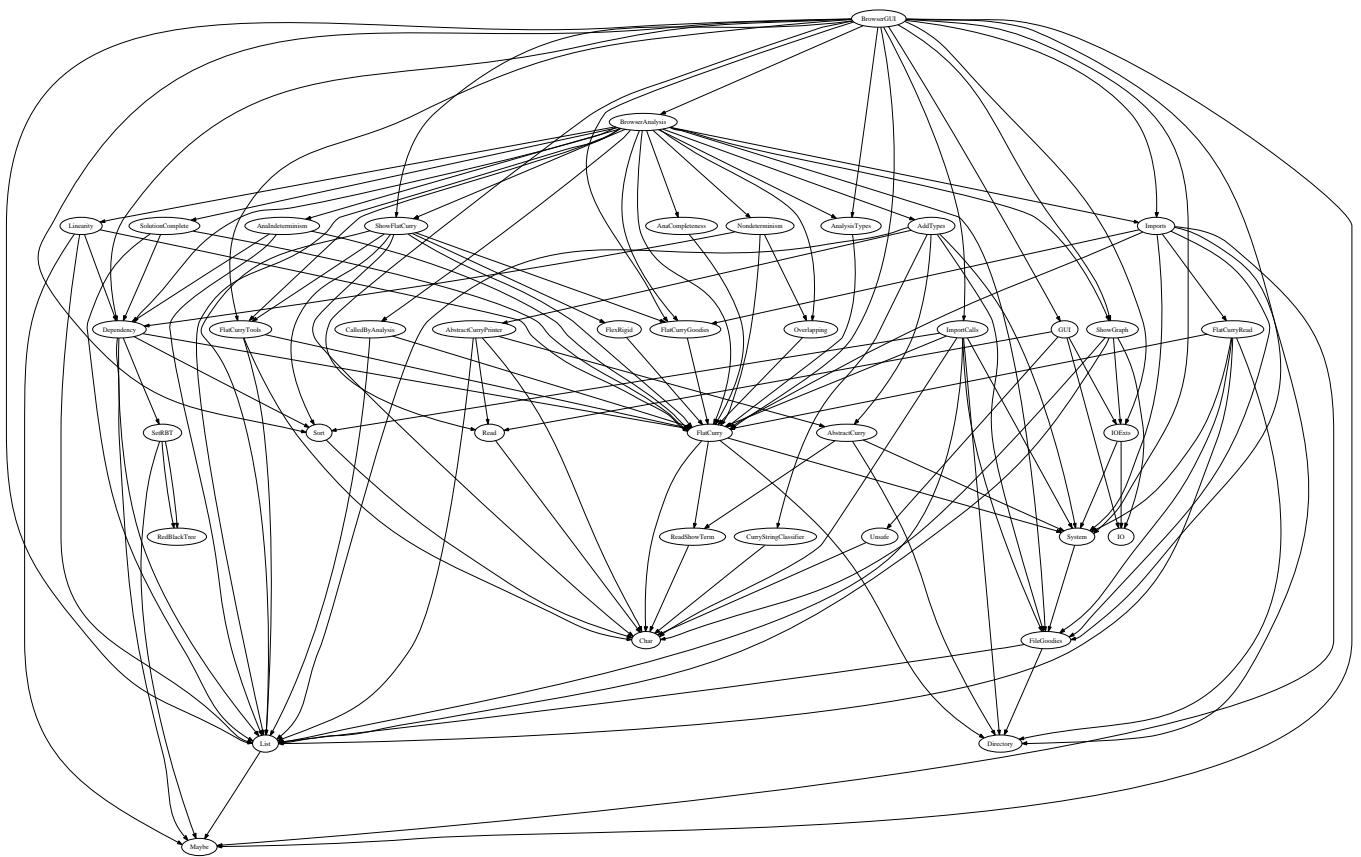 BrowserGUI
BrowserAnalysis
Linearity
SolutionComplete
AnaIndeterminism
ShowFlatCurry
AnaCompleteness
Nondeterminism
AnalysisTypes
AddTypes
Imports
Dependency
FlatCurryTools
CalledByAnalysis
AbstractCurryPrinter
FlexRigid
FlatCurryGoodies
Overlapping
ImportCalls
GUI
ShowGraph
FlatCurryRead
SetRBT
Sort
Read
FlatCurry
AbstractCurry
IOExts
RedBlackTree
ReadShowTerm
CurryStringClassifier
Unsafe
System
IO
Char
FileGoodies
List
Directory
Maybe